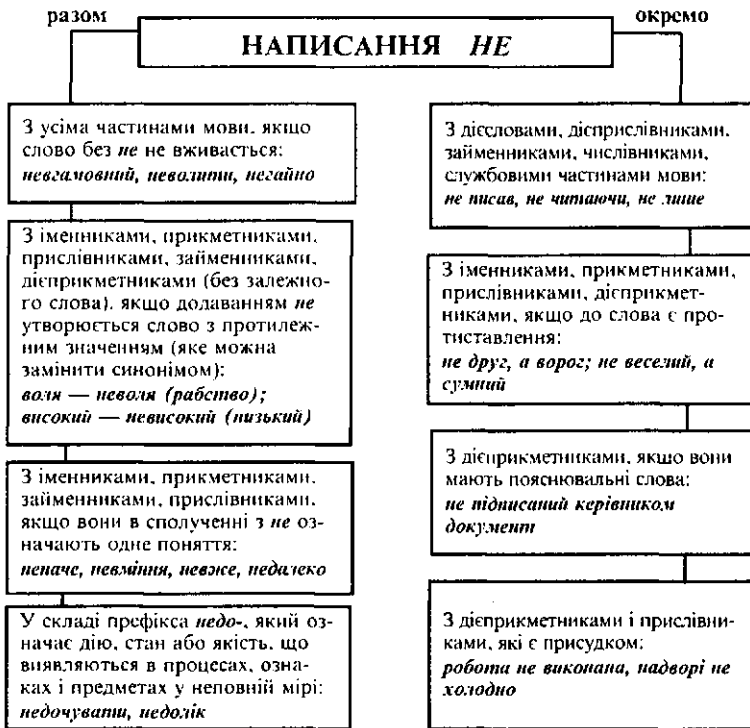 разом
окремо
НАПИСАННЯ НЕ
З усіма частинами мови, якщо
слово без не не вживається:
невгамовний, неволити, негайно
З іменниками, прикметниками,
прислівниками, займенниками,
дієприкметниками (без залежно-
го слова), якщо додаванням не
утворюється слово з протилеж-
ним значенням (яке можна
замінити синонімом):
воля — неволя (рабство);
високий — невисокий (низький)
З іменниками, прикметниками,
займенниками, прислівниками,
якщо вони в сполученні з не оз-
начають одне поняття:
неначе, невміння, невже, недалеко
У складі префікса недо-, який оз-
начає дію, стан або якість, що
виявляються в процесах, озна-
ках і предметах у неповній мірі:
недочувати, недолік
З дієсловами, дієприслівниками,
займенниками, числівниками,
службовими частинами мови:
не писав, не читаючи, не лише
З іменниками, прикметниками,
прислівниками, дієприкмет-
никами, якщо до слова є про-
тиставлення:
не друг, а ворог; не веселий, а
сумний
З дієприкметниками, якщо вони
мають пояснювальні слова:
не підписаний керівником
документ
З дієприкметниками і прислівни-
ками, які є присудком:
робота не виконана, надворі не
холодно